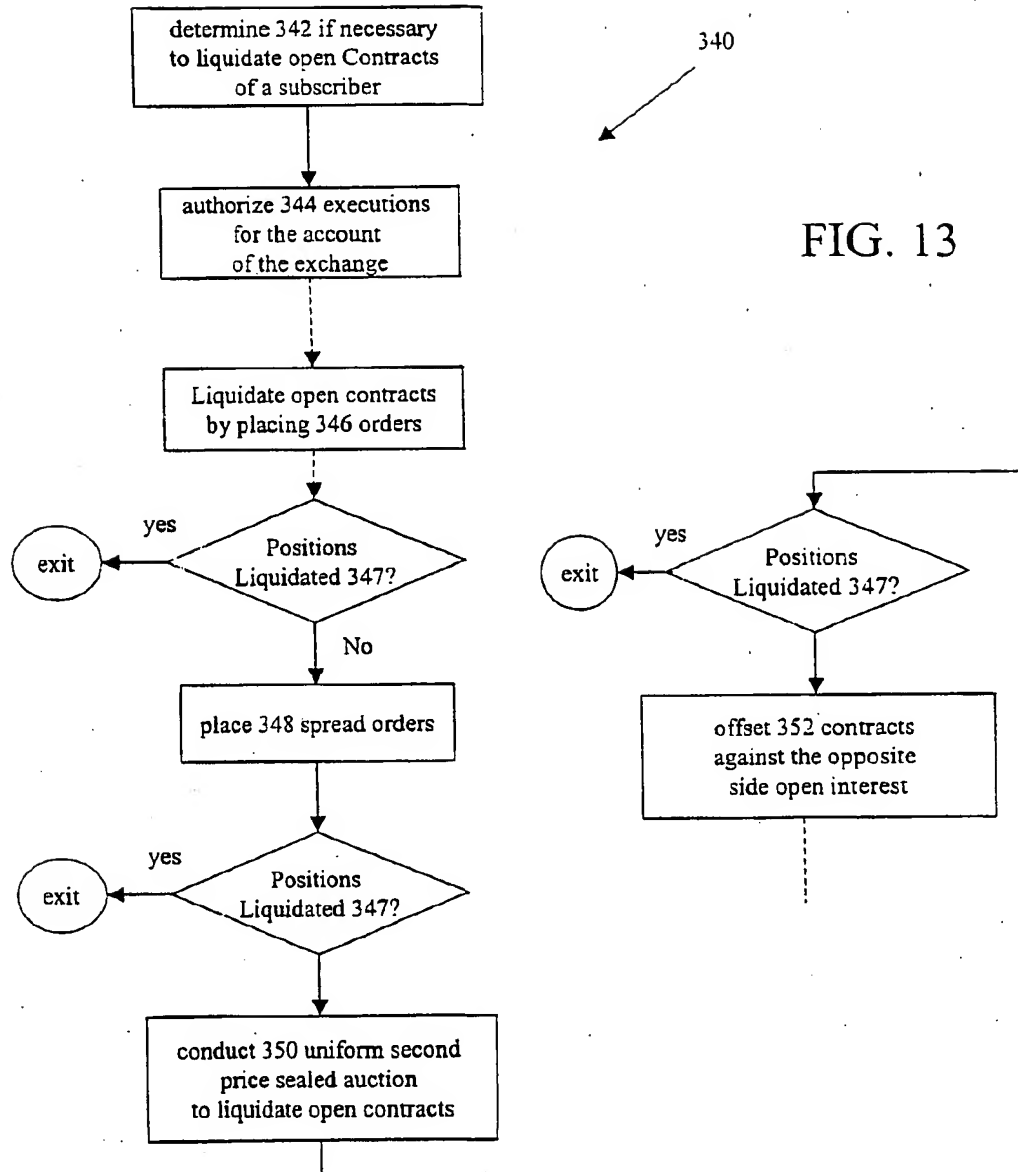 determine 342 if necessary
to liquidate open Contracts
of a subscriber
340
authorize 344 executions
for the account
of the exchange
FIG. 13
Liquidate open contracts
by placing 346 orders
yes
exit
Positions
Liquidated 347?
No
place 348 spread orders
yes
exit
Positions
Liquidated 347?
conduct 350 uniform second
price sealed auction
to liquidate open contracts
yes
exit
Positions
Liquidated 347?
offset 352 contracts
against the opposite
side open interest